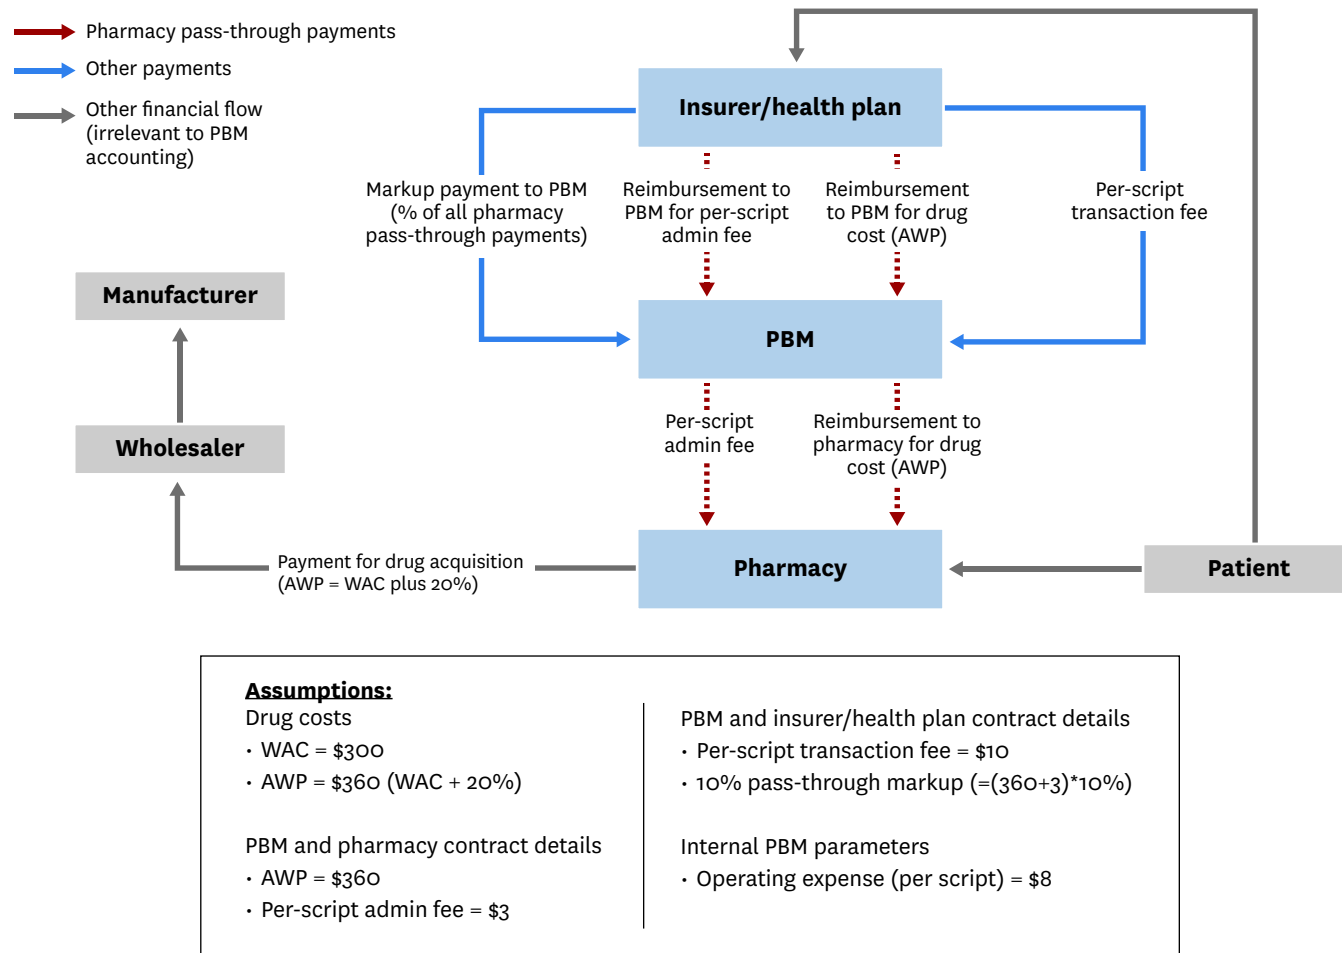 Pharmacy pass-through payments
Other payments
Other financial flow
(irrelevant to PBM
accounting)
Insurer/health plan
Markup payment to PBM
(% of all pharmacy
pass-through payments)
Reimbursement to
PBM for per-script
admin fee
Reimbursement
to PBM for drug
cost (AWP)
Per-script
transaction fee
Manufacturer
PBM
Wholesaler
Per-script
admin fee
Reimbursement to
pharmacy for drug
cost (AWP)
Payment for drug acquisition
(AWP = WAC plus 20%)
Pharmacy
Patient
Assumptions:
Drug costs
• WAC = $300
• AWP = $360 (WAC + 20%)
PBM and pharmacy contract details
• AWP = $360
• Per-script admin fee = $3
PBM and insurer/health plan contract details
• Per-script transaction fee = $10
• 10% pass-through markup (=(360+3)*10%)
Internal PBM parameters
• Operating expense (per script) = $8